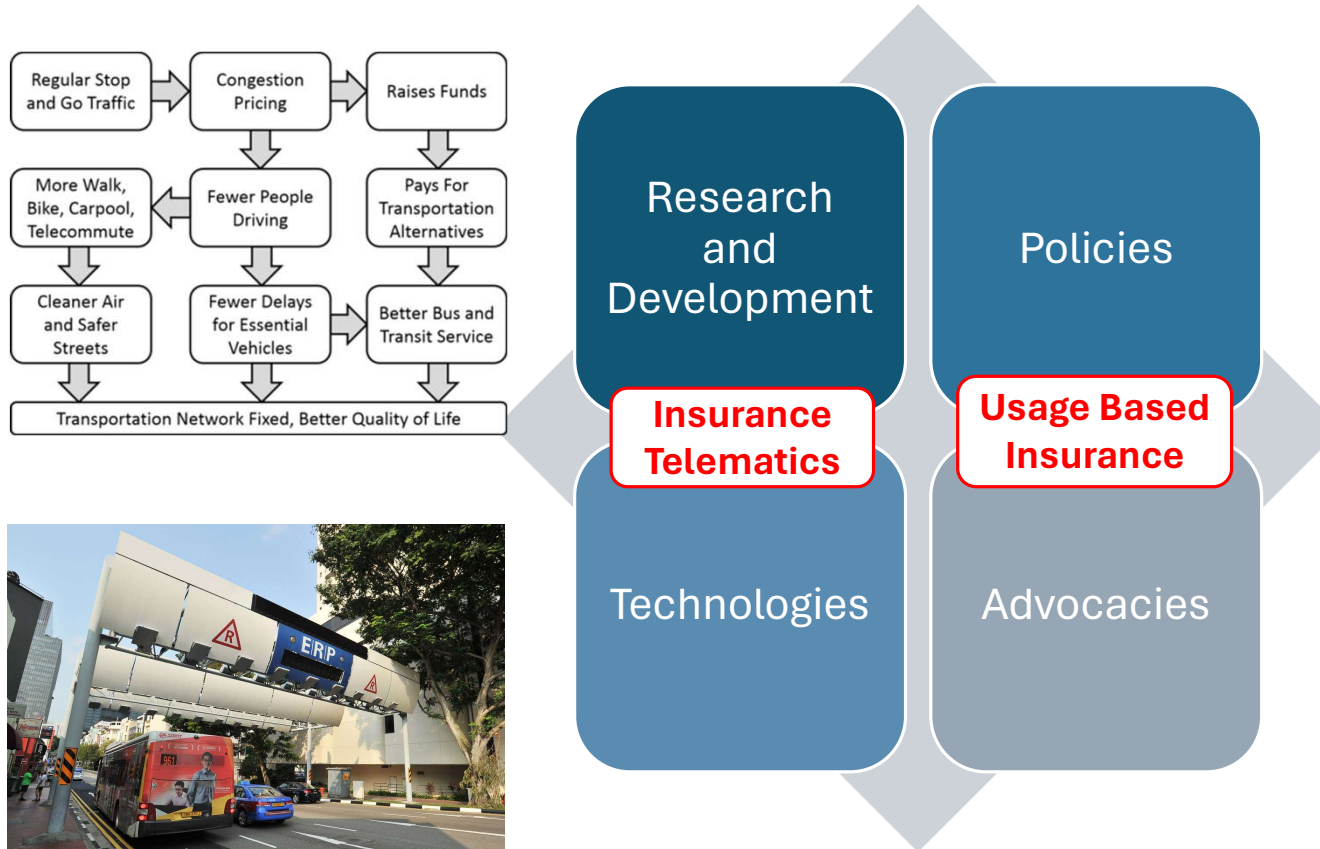 Regular Stop
and Go Traffic
Congestion
Pricing
Raises Funds
More Walk,
Bike, Carpool,
Telecommute
Fewer People
Driving
Pays For
Transportation
Alternatives
Cleaner Air
and Safer
Streets
Fewer Delays
for Essential
Vehicles
Better Bus and
Transit Service
Transportation Network Fixed, Better Quality of Life
Research
and
Development
Policies
Insurance
Telematics
Usage Based
Insurance
Technologies
Advocacies
R
E|R|P
R
961